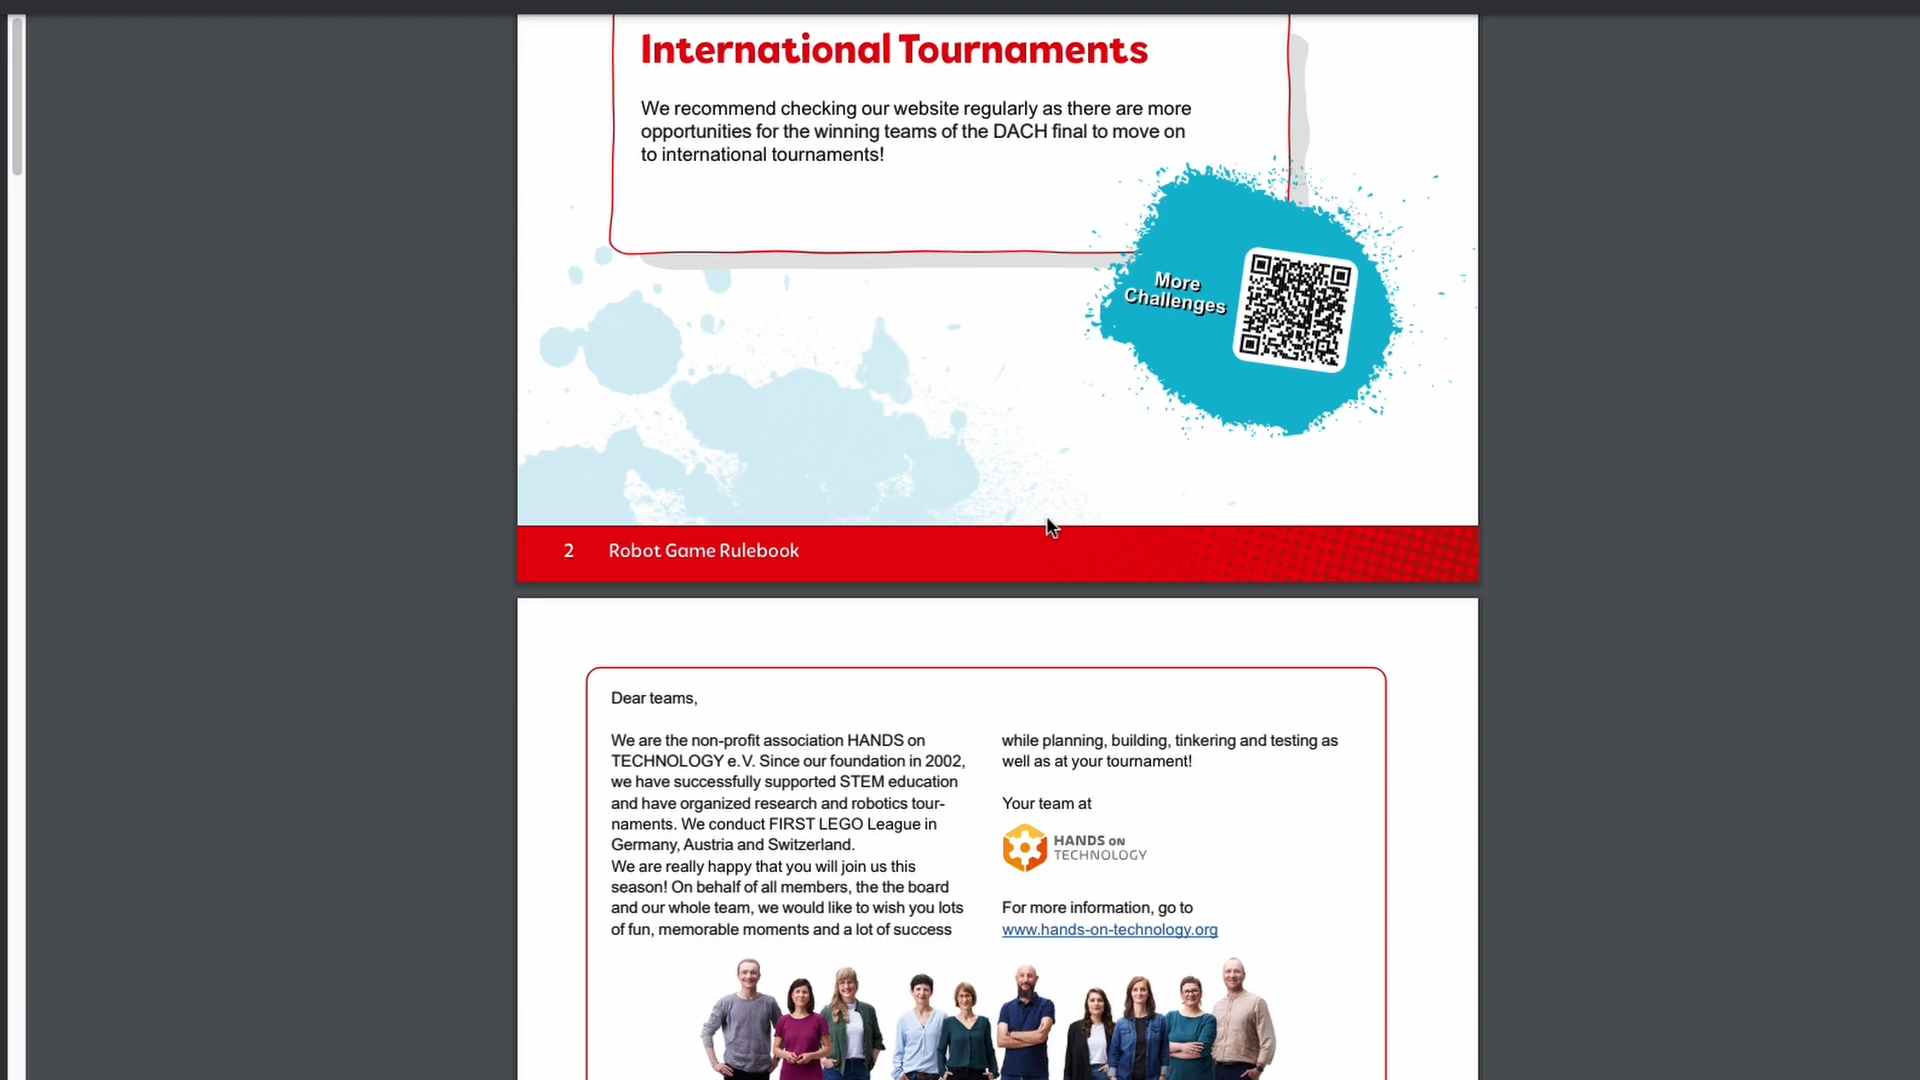 International Tournaments
We recommend checking our website regularly as there are more
opportunities for the winning teams of the DACH final to move on
to international tournaments!
More
Challenges
2 Robot Game Rulebook
Dear teams,
We are the non-profit association HANDS on
TECHNOLOGY e. V. Since our foundation in 2002,
we have successfully supported STEM education
and have organized research and robotics tour-
naments. We conduct FIRST LEGO League in
Germany, Austria and Switzerland.
We are really happy that you will join us this
season! On behalf of all members, the the board
and our whole team, we would like to wish you lots
of fun, memorable moments and a lot of success
while planning, building, tinkering and testing as
well as at your tournament!
Your team at
HANDS ON
TECHNOLOGY
For more information, go to
www.hands-on-technology.org